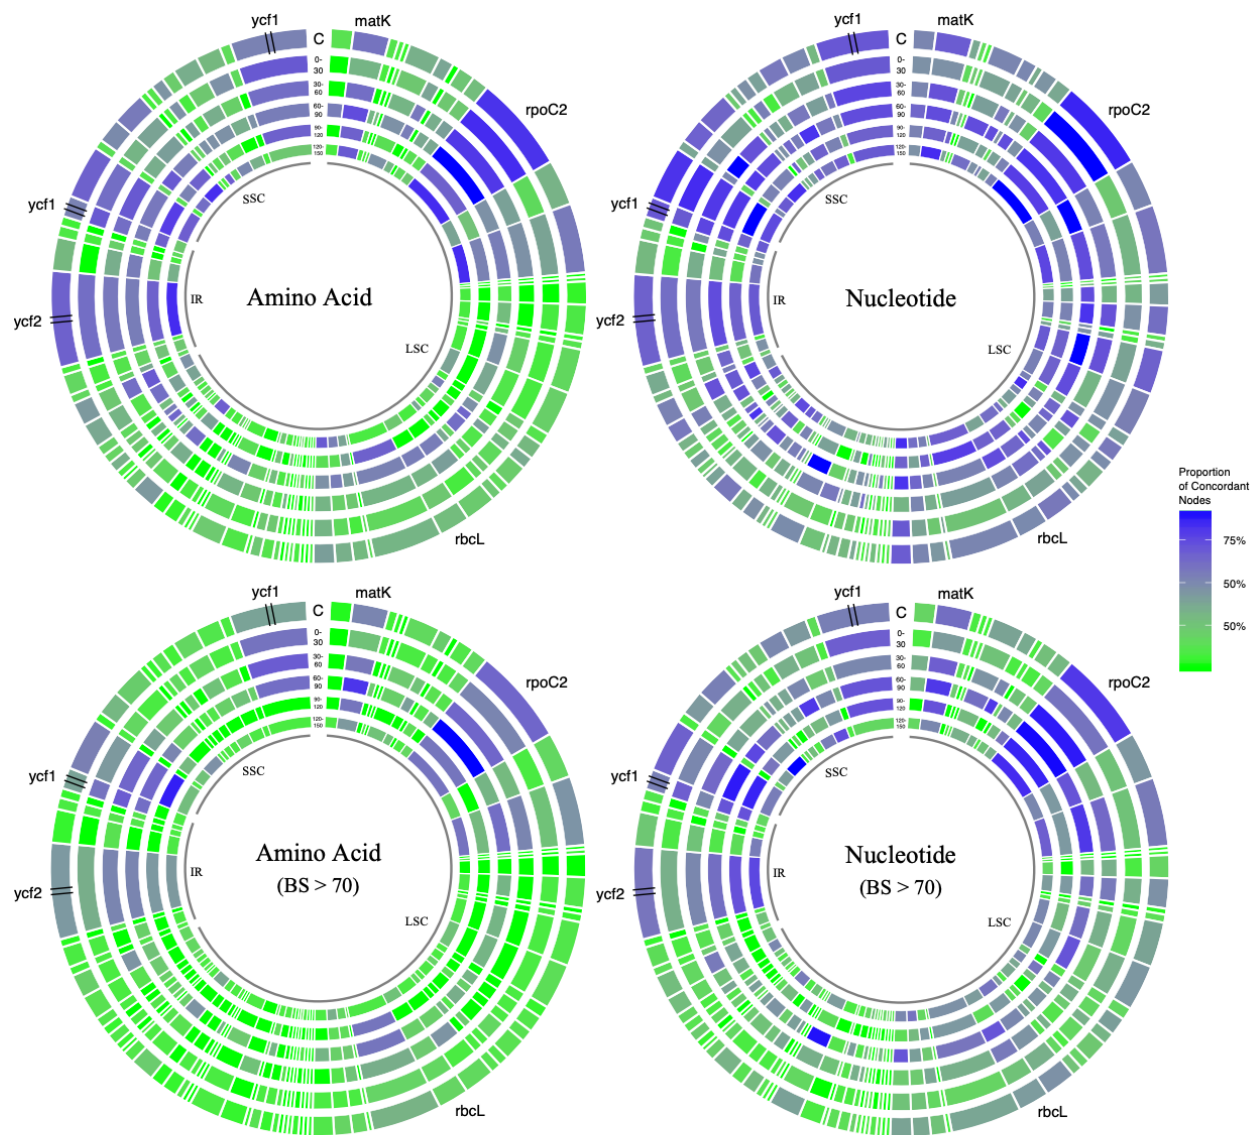 ycf1
matK
C
0-
30
30-
60
60-
90
90-
120
120-
150
rpoC2
ycf1
SSC
IR
Amino Acid
ycf2
LSC
rbcL
ycf1
matK
C
0-
30
30-
60
60-
90
90-
120
120-
150
rpoC2
ycf1
SSC
IR
Nucleotide
ycf2
LSC
rbcL
Proportion
of Concordant
Nodes
75%
50%
50%
ycf1
matK
C
0-
30
30-
60
60-
90
90-
120
120-
150
rpoC2
ycf1
SSC
Amino Acid
IR
(BS > 70)
ycf2
LSC
rbcL
ycf1
matK
C
0-
30
30-
60
60-
90
90-
120
120-
150
rpoC2
ycf1
SSC
Nucleotide
IR
(BS > 70)
ycf2
LSC
rbcL